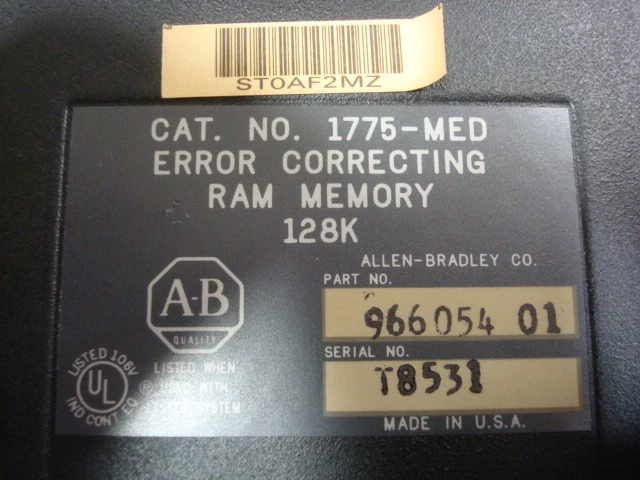 ST0AF2MZ
CAT. NO. 1775-MED
ERROR CORRECTING
RAM MEMORY
128K
ALLEN-BRADLEY CO.
PART NO.
966054 01
A-B
QUALITY
SERIAL NO.
T8531
LISTED 106V
UL
IND CONT EQ
LISTED WHEN
USED WITH
LISTED SYSTEM
MADE IN U.S.A.